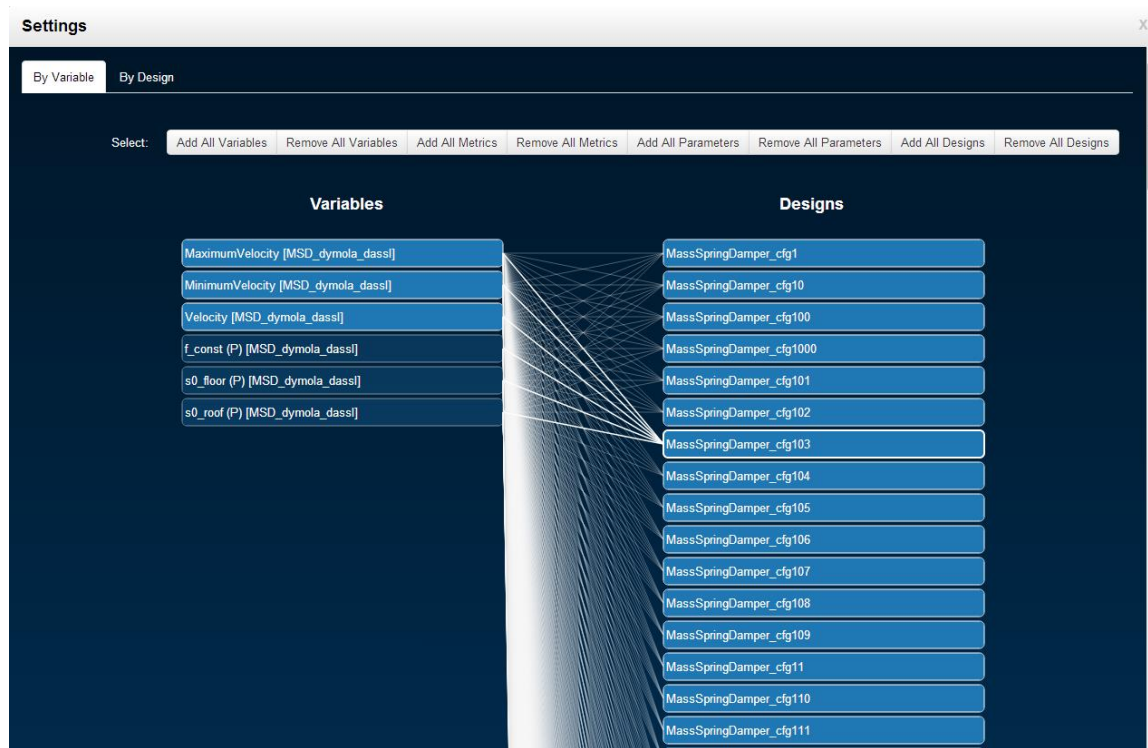 Settings
x
By Variable
By Design
Select:
Add All Variables
Remove All Variables
Add All Metrics
Remove All Metrics
Add All Parameters
Remove All Parameters
Add All Designs
Remove All Designs
Variables
Designs
MaximumVelocity [MSD_dymola_dassl]
MinimumVelocity [MSD_dymola_dassl]
Velocity [MSD_dymola_dassl]
f_const (P) [MSD_dymola_dassl]
s0_floor (P) [MSD_dymola_dassl]
s0_roof (P) [MSD_dymola_dassl]
MassSpringDamper_cfg1
MassSpringDamper_cfg10
MassSpringDamper_cfg100
MassSpringDamper_cfg1000
MassSpringDamper_cfg101
MassSpringDamper_cfg102
MassSpringDamper_cfg103
MassSpringDamper_cfg104
MassSpringDamper_cfg105
MassSpringDamper_cfg106
MassSpringDamper_cfg107
MassSpringDamper_cfg108
MassSpringDamper_cfg109
MassSpringDamper_cfg11
MassSpringDamper_cfg110
MassSpringDamper_cfg111